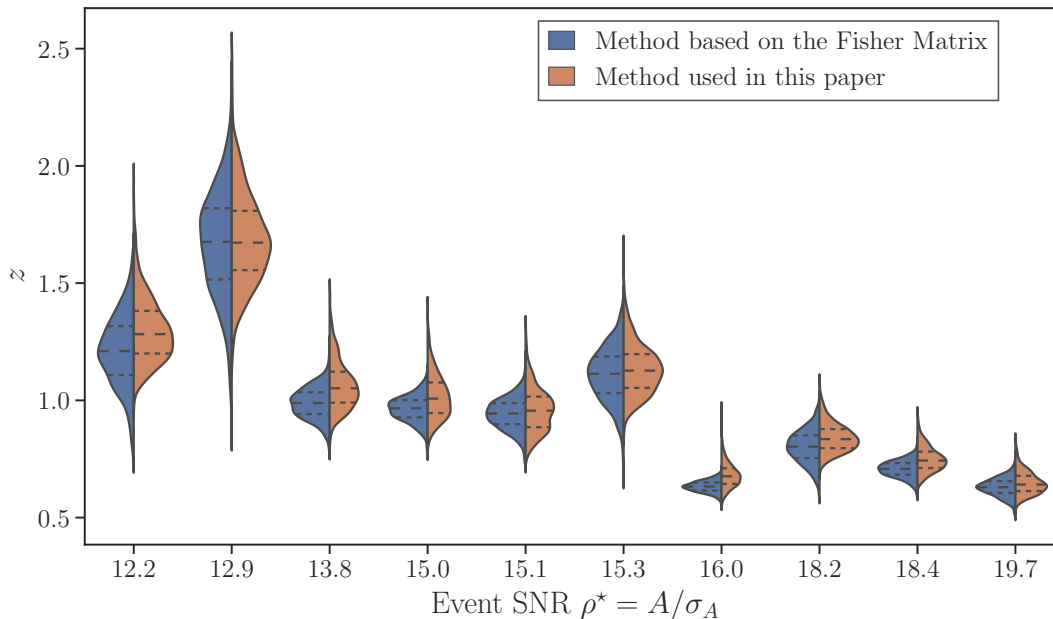 Method based on the Fisher Matrix
Method used in this paper
2.5
2.0
1.5
1.0
0.5
z
12.2 12.9 13.8 15.0 15.1 15.3 16.0 18.2 18.4 19.7
Event SNR ρ⋆ = A/σ_A